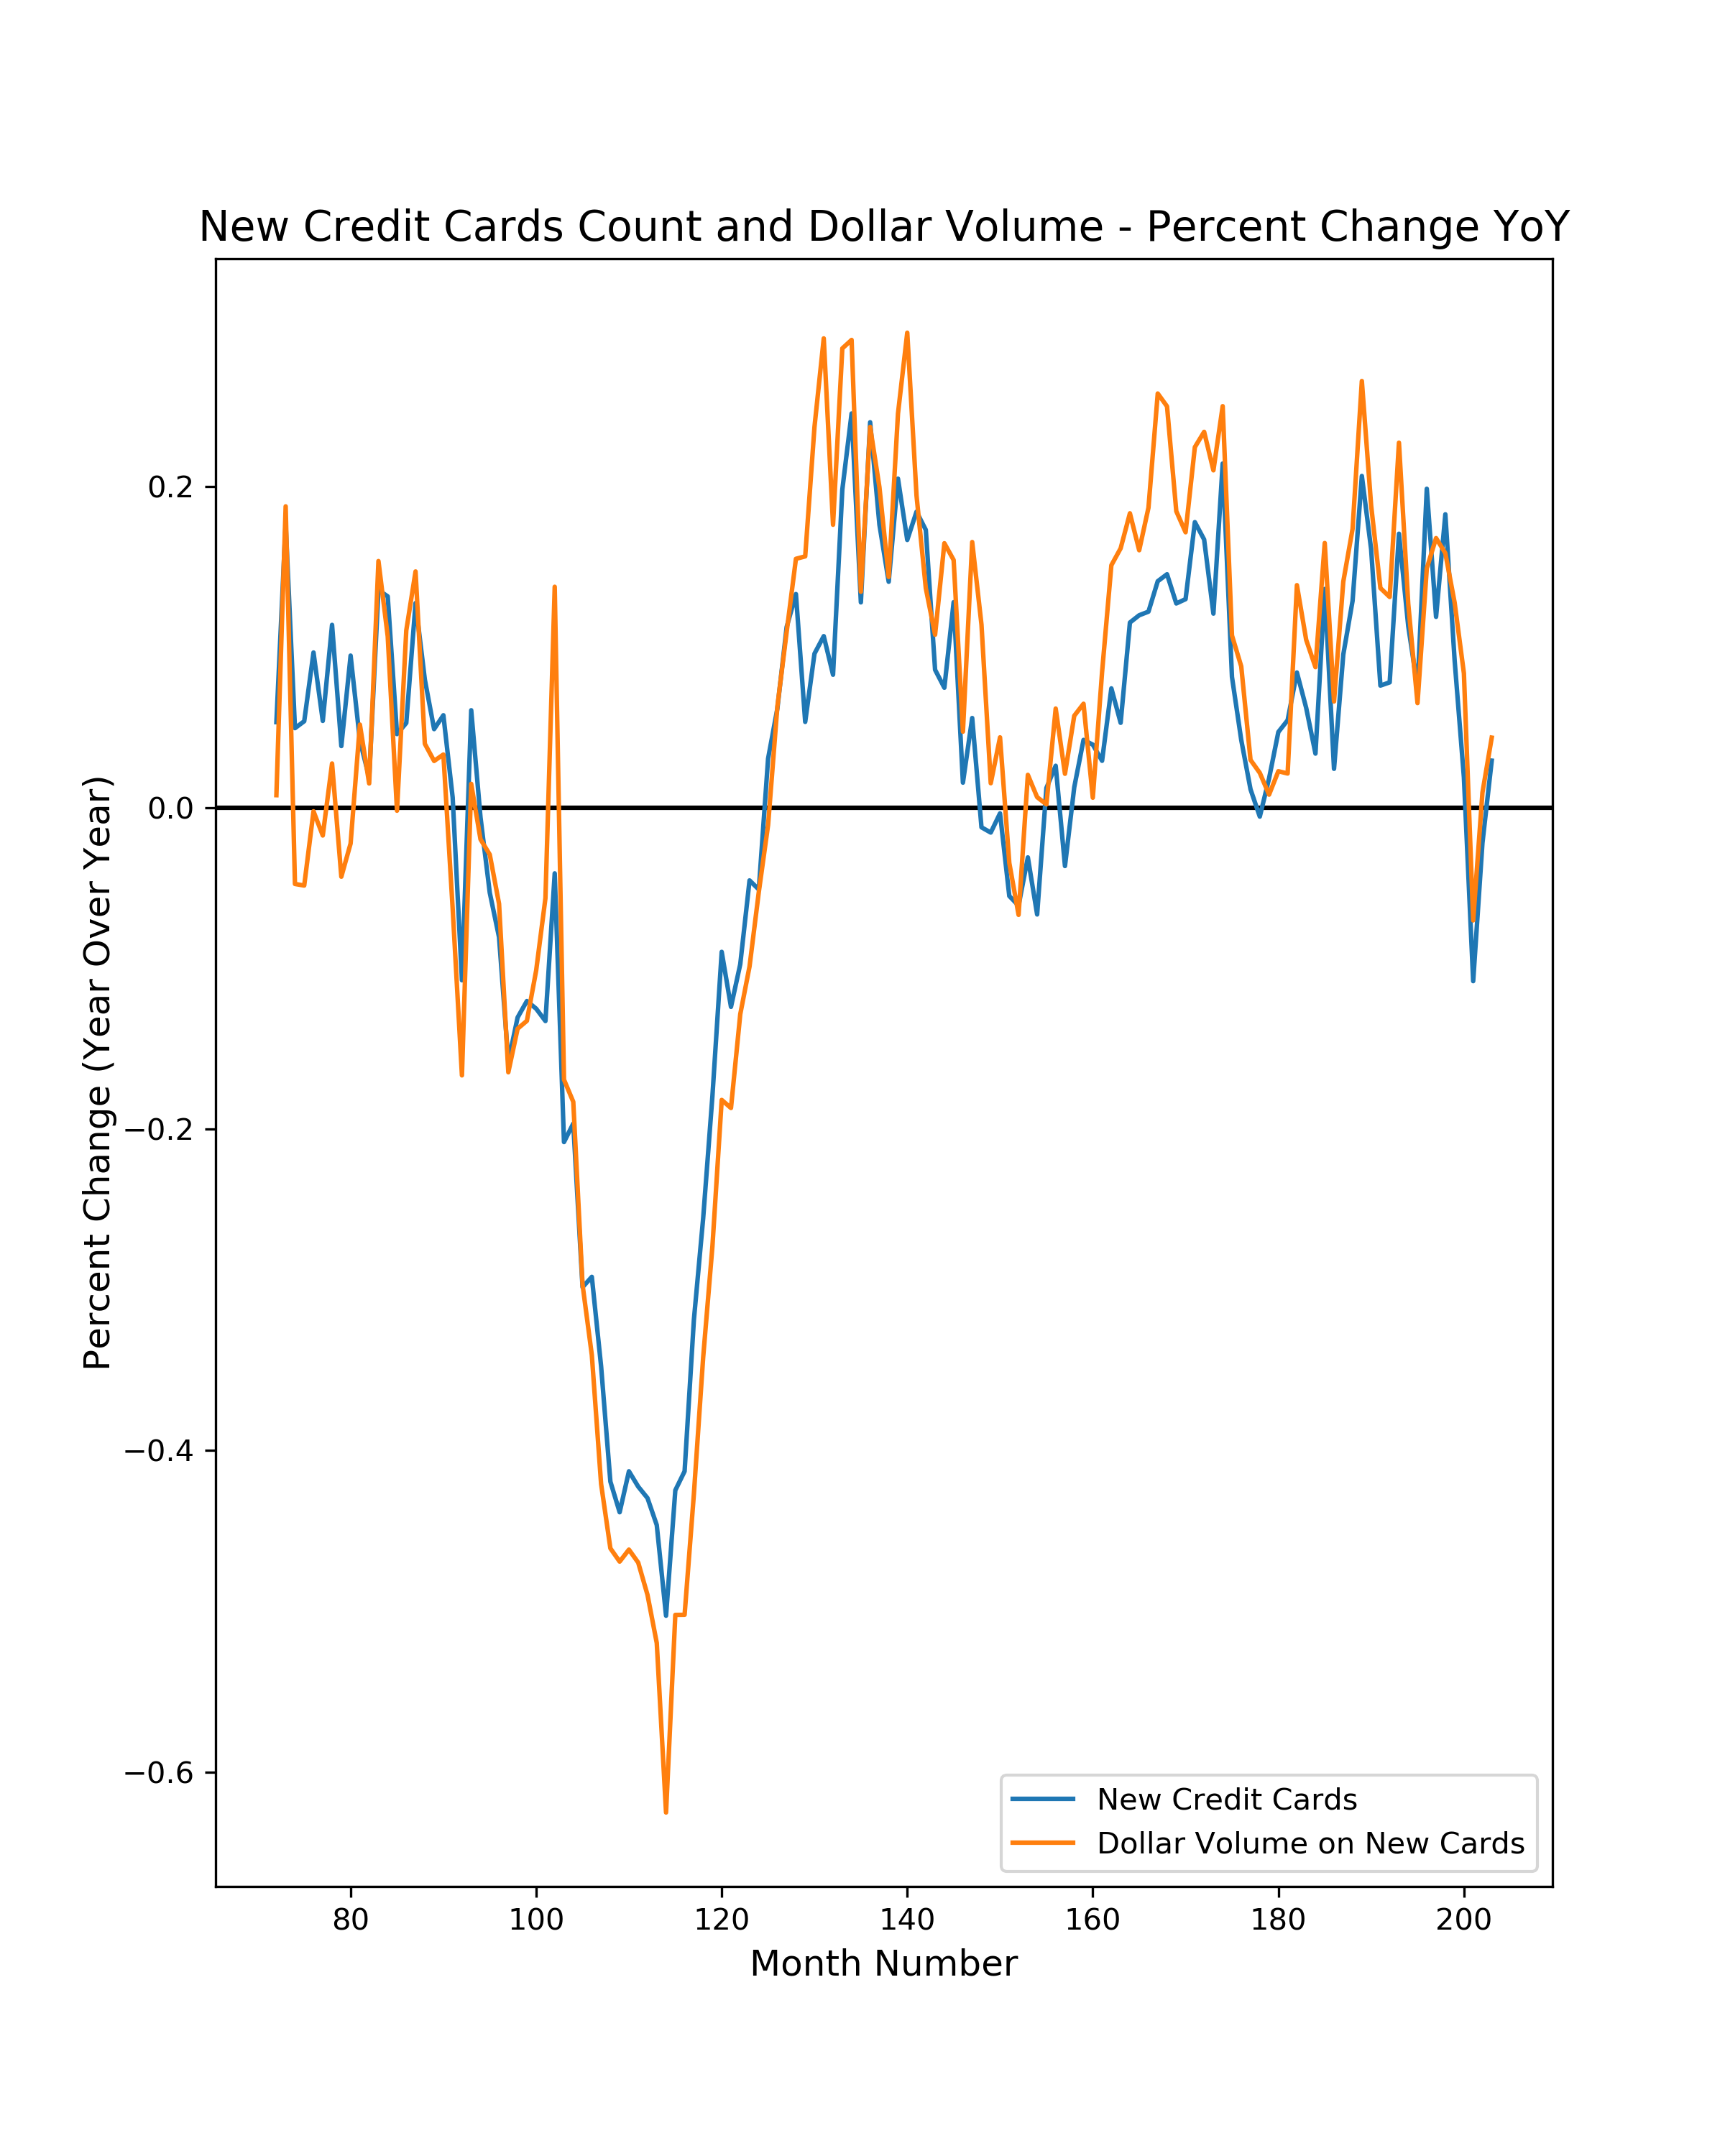 New Credit Cards Count and Dollar Volume - Percent Change YoY
Percent Change (Year Over Year)
0.2
0.0
−0.2
−0.4
−0.6
New Credit Cards
Dollar Volume on New Cards
80 100 120 140 160 180 200
Month Number